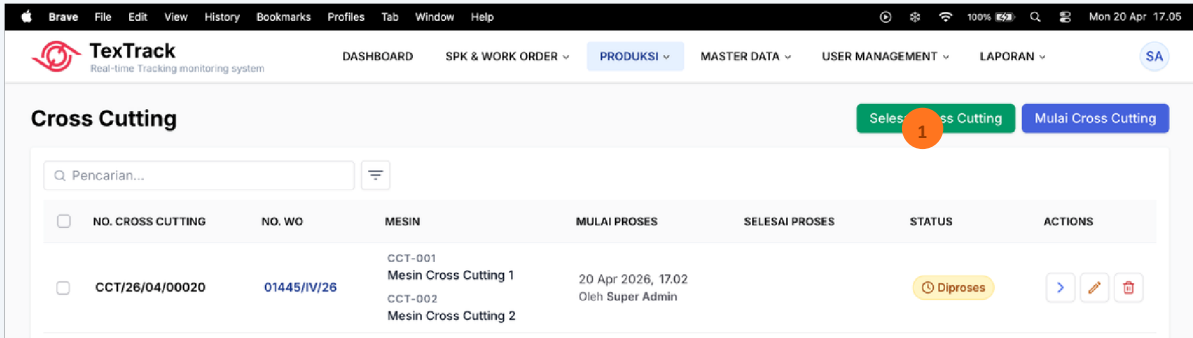 Brave File Edit View History Bookmarks Profiles Tab Window Help 100% Mon 20 Apr 17.05
TexTrack
Real-time Tracking monitoring system
DASHBOARD SPK & WORK ORDER PRODUKSI MASTER DATA USER MANAGEMENT LAPORAN SA
Cross Cutting
1 Cutting Mulai Cross Cutting
Pencarian...
NO. CROSS CUTTING NO. WO MESIN MULAI PROSES SELESAI PROSES STATUS ACTIONS
CCT/26/04/00020 01445/IV/26 CCT-001
Mesin Cross Cutting 1
CCT-002
Mesin Cross Cutting 2
20 Apr 2026, 17.02
Oleh Super Admin
Diproses